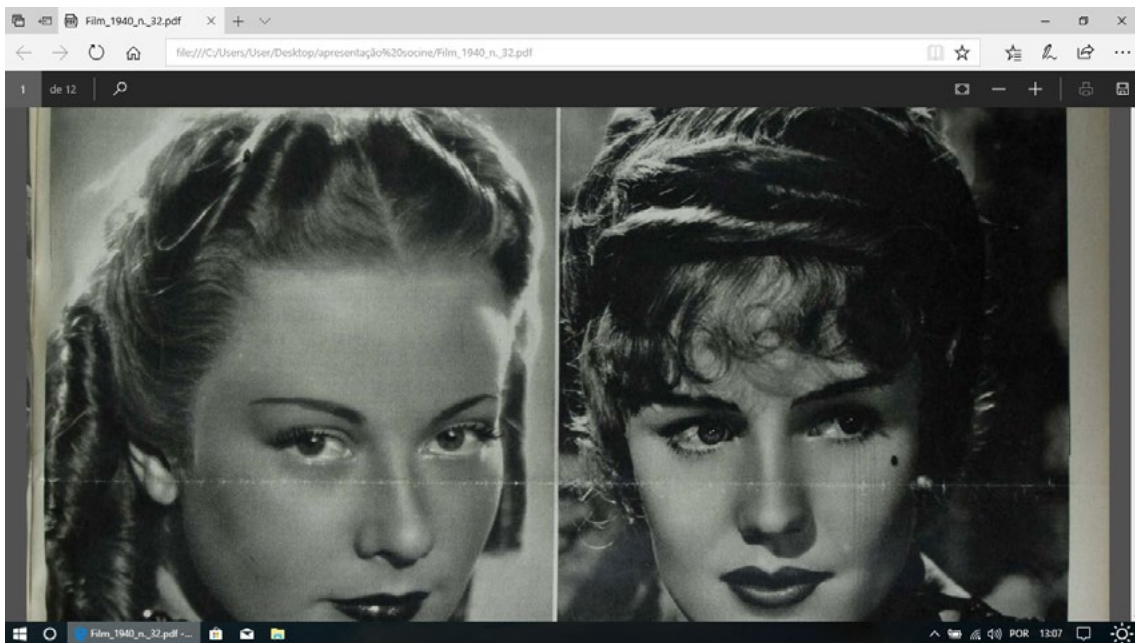 Film_1940_n._32.pdf
file:///C:/Users/User/Desktop/apresentação%20socine/Film_1940_n._32.pdf
1 de 12
Film_1940_n._32.pdf -...
POR 13:07